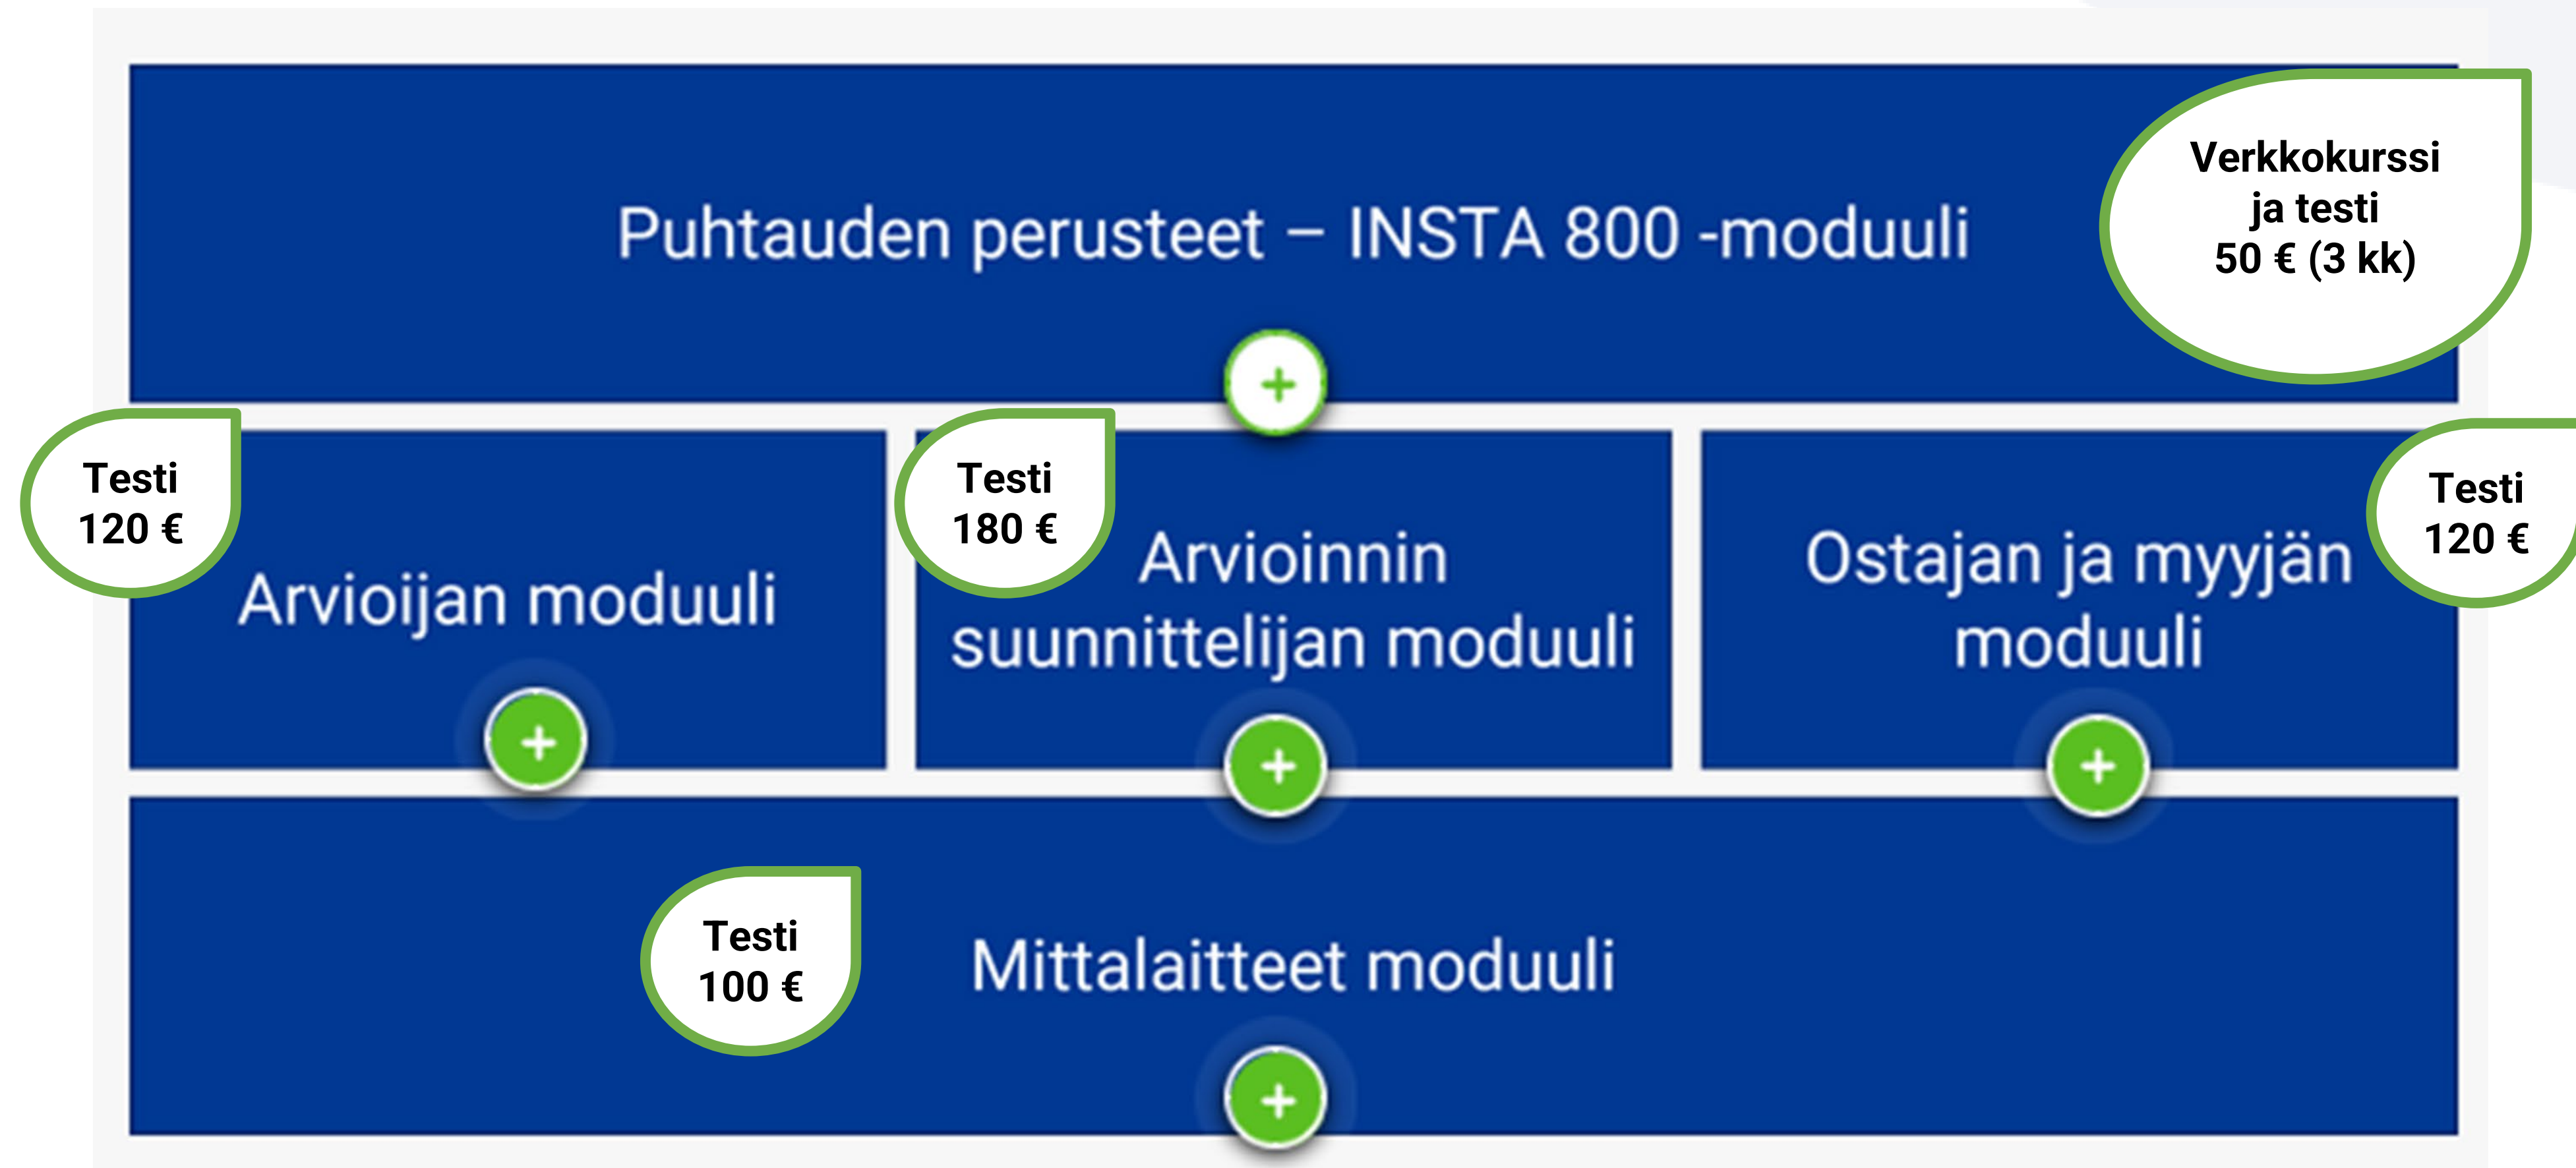 Puhtauden perusteet – INSTA 800 -moduuli
Verkkokurssi
ja testi
50 € (3 kk)
Testi
120 €
Arvioijan moduuli
Testi
180 €
Arvioinnin
suunnittelijan moduuli
Ostajan ja myyjän
moduuli
Testi
120 €
Testi
100 €
Mittalaitteet moduuli